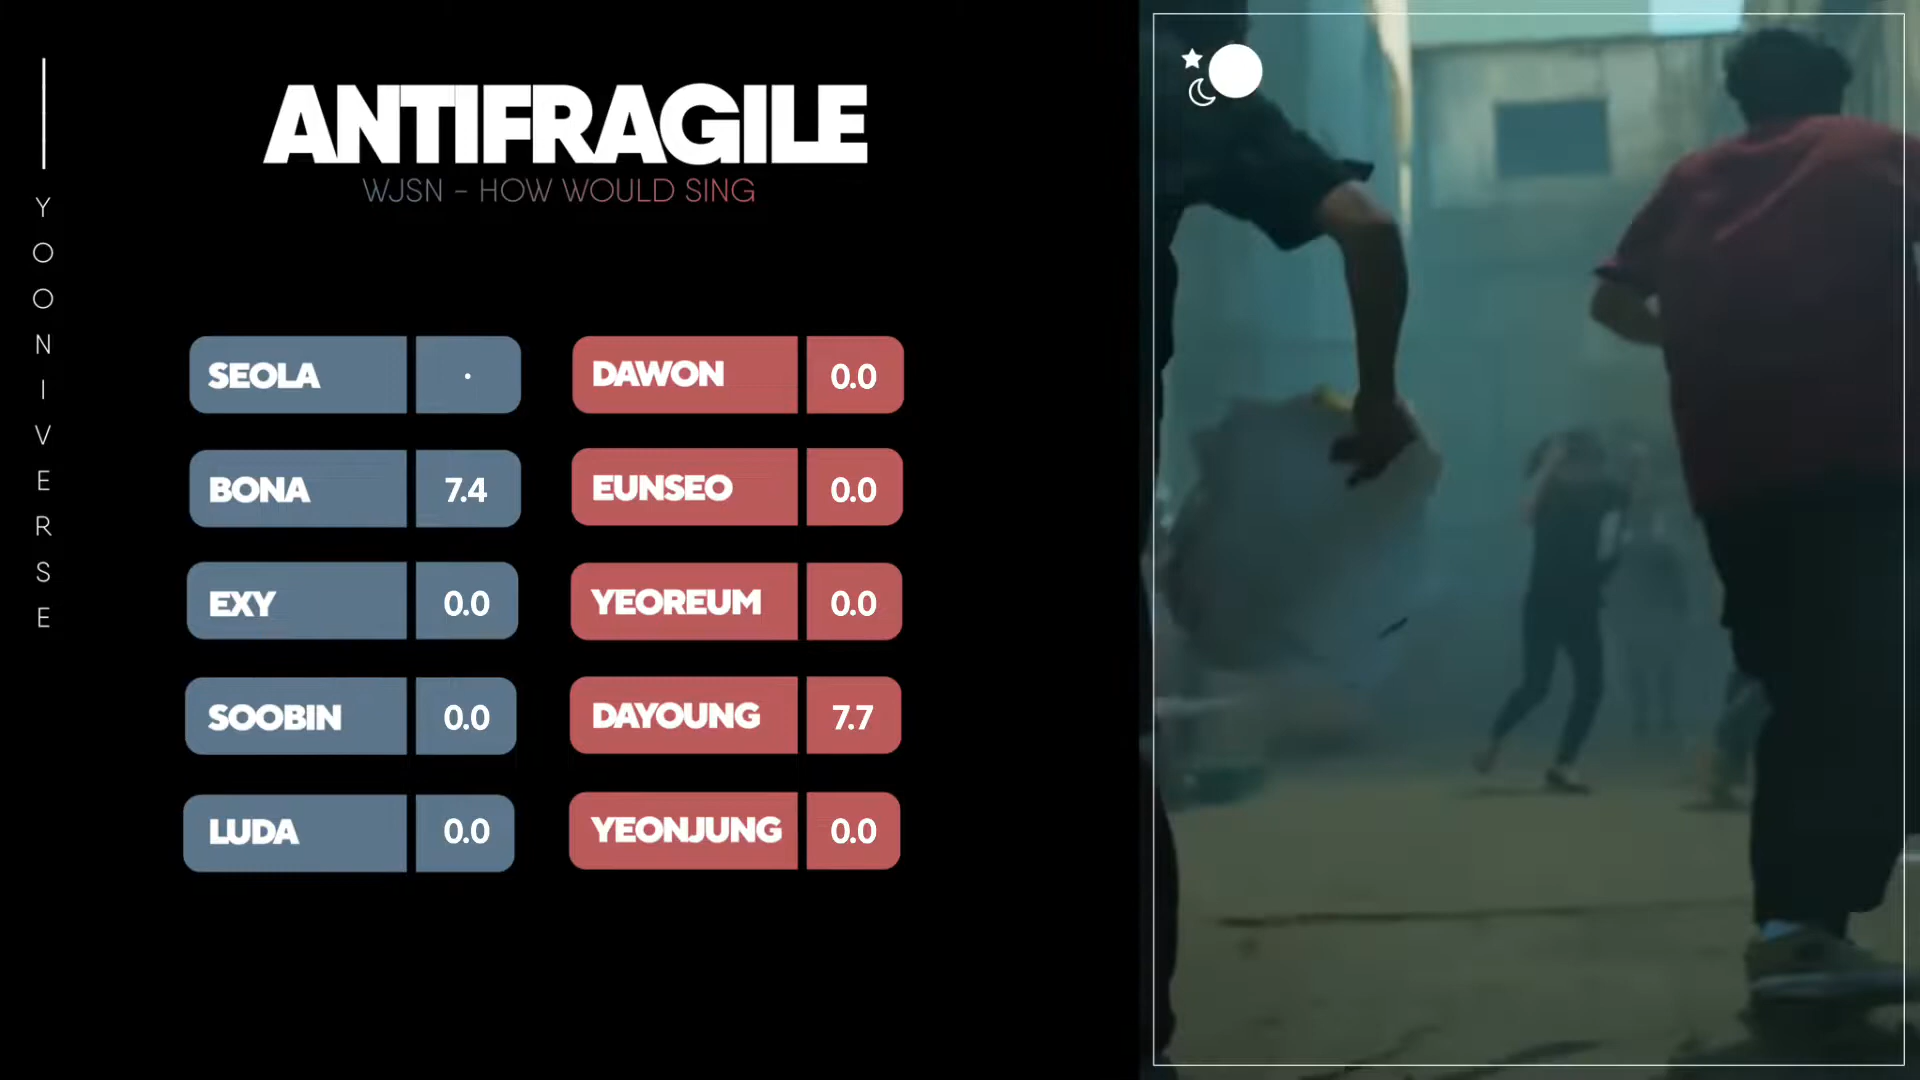 YOONIVERSE
ANTIFRAGILE
WJSN - HOW WOULD SING
SEOLA ·
BONA 7.4
EXY 0.0
SOOBIN 0.0
LUDA 0.0
DAWON 0.0
EUNSEO 0.0
YEOREUM 0.0
DAYOUNG 7.7
YEONJUNG 0.0